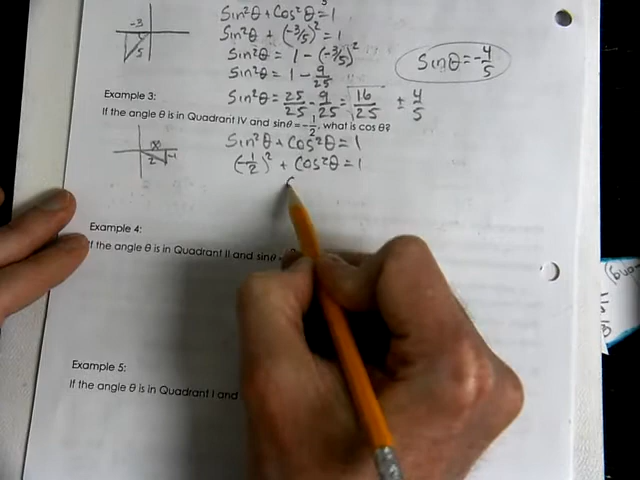 -3
5
Sin²θ + Cos²θ = 1
Sin²θ + (-3/5)² = 1
Sin²θ = 1 - (-3/5)²
Sin²θ = 1 - 9/25
Sin²θ = 25/25 - 9/25 = 16/25 ± 4/5
Sinθ = -4/5
Example 3:
If the angle θ is in Quadrant IV and sinθ = -1/2, what is cos θ?
2 -1
Sin²θ + Cos²θ = 1
(-1/2)² + Cos²θ = 1
Example 4:
If the angle θ is in Quadrant II and sinθ =
Example 5:
If the angle θ is in Quadrant I and